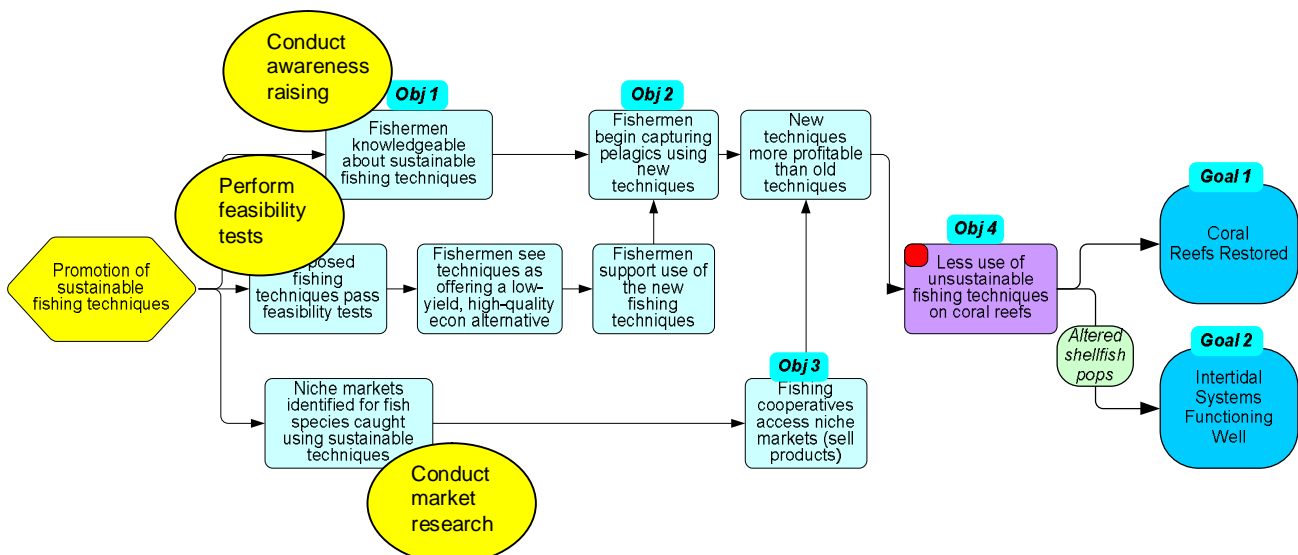 Conduct
awareness
raising
Obj 1
Fishermen
knowledgeable
about sustainable
fishing techniques
Obj 2
Fishermen
begin capturing
pelagics using
new
techniques
New
techniques
more profitable
than old
techniques
Perform
feasibility
tests
Promotion of
sustainable
fishing techniques
fishing
techniques pass
feasibility tests
Fishermen see
techniques as
offering a low-
yield, high-quality
econ alternative
Fishermen
support use of
the new
fishing
techniques
Obj 4
Less use of
unsustainable
fishing techniques
on coral reefs
Goal 1
Coral
Reefs Restored
Altered
shellfish
pops
Goal 2
Intertidal
Systems
Functioning
Well
Niche markets
identified for fish
species caught
using sustainable
techniques
Obj 3
Fishing
cooperatives
access niche
markets (sell
products)
Conduct
market
research